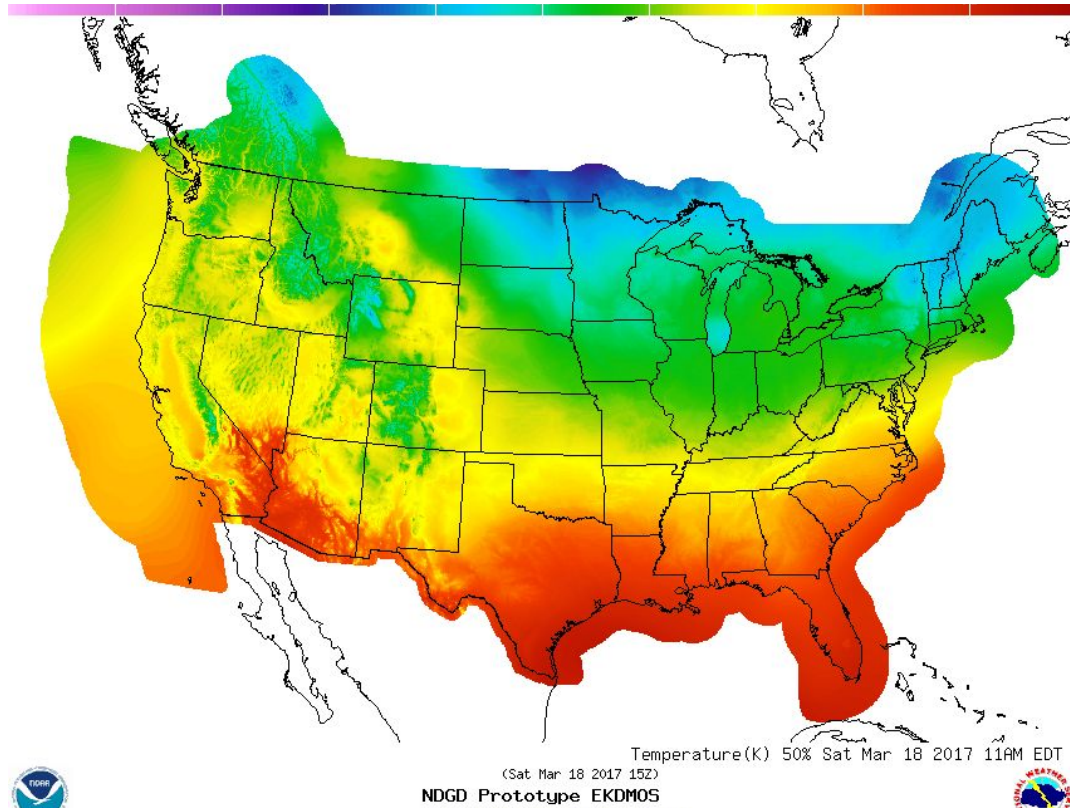 Temperature(K) 50% Sat Mar 18 2017 11AM EDT
(Sat Mar 18 2017 15Z)
NDGD Prototype EKDMOS
NOAA